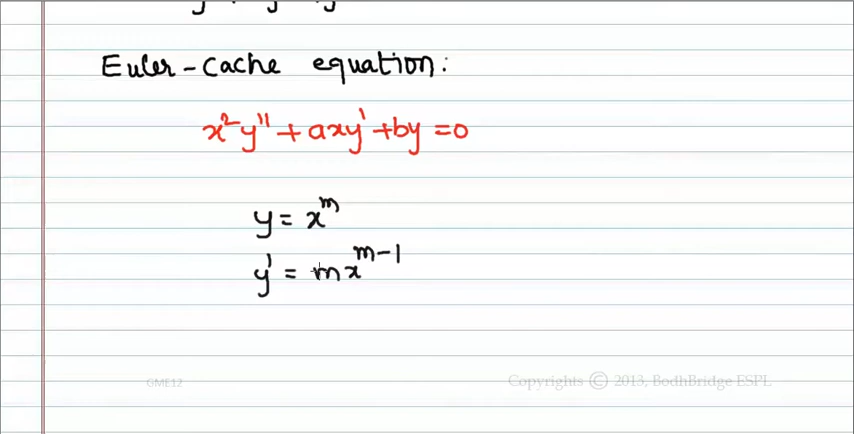 Euler-Cache equation:
x²y" + axy' + by = 0
y = x^m
y' = mx^{m-1}
GME12
Copyrights © 2013, BodhBridge ESPL